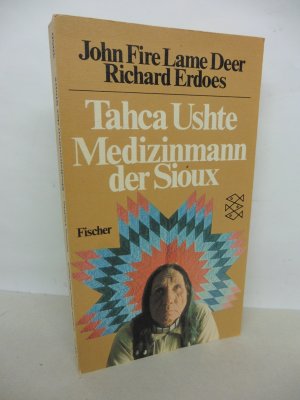 John Fire Lame Deer
Richard Erdoes
Tahca Ushte
Medizinmann
der Sioux
Fischer